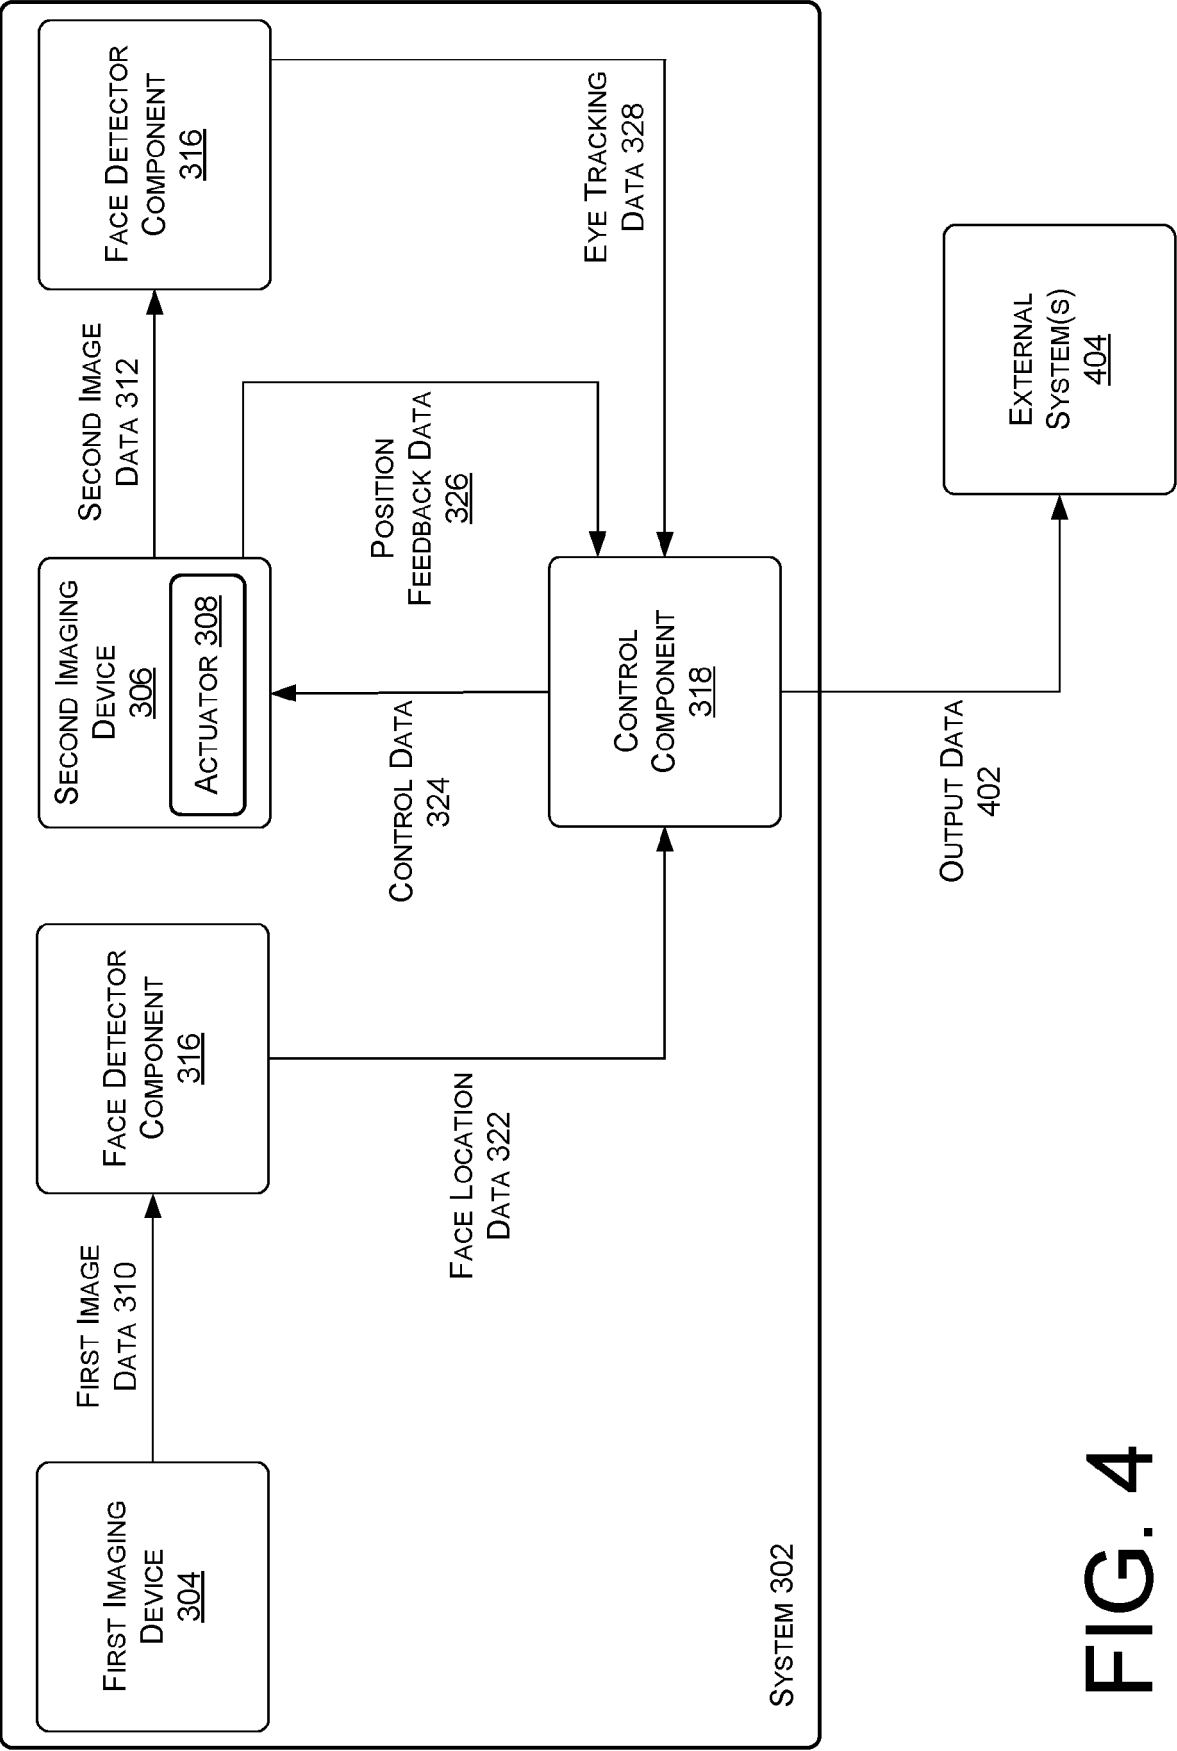 FIRST IMAGING
DEVICE
304
FIRST IMAGE
DATA 310
FACE DETECTOR
COMPONENT
316
SECOND IMAGING
DEVICE
306
ACTUATOR 308
SECOND IMAGE
DATA 312
FACE DETECTOR
COMPONENT
316
FACE LOCATION
DATA 322
CONTROL DATA
324
POSITION
FEEDBACK DATA
326
EYE TRACKING
DATA 328
CONTROL
COMPONENT
318
SYSTEM 302
OUTPUT DATA
402
EXTERNAL
SYSTEM(S)
404
FIG. 4